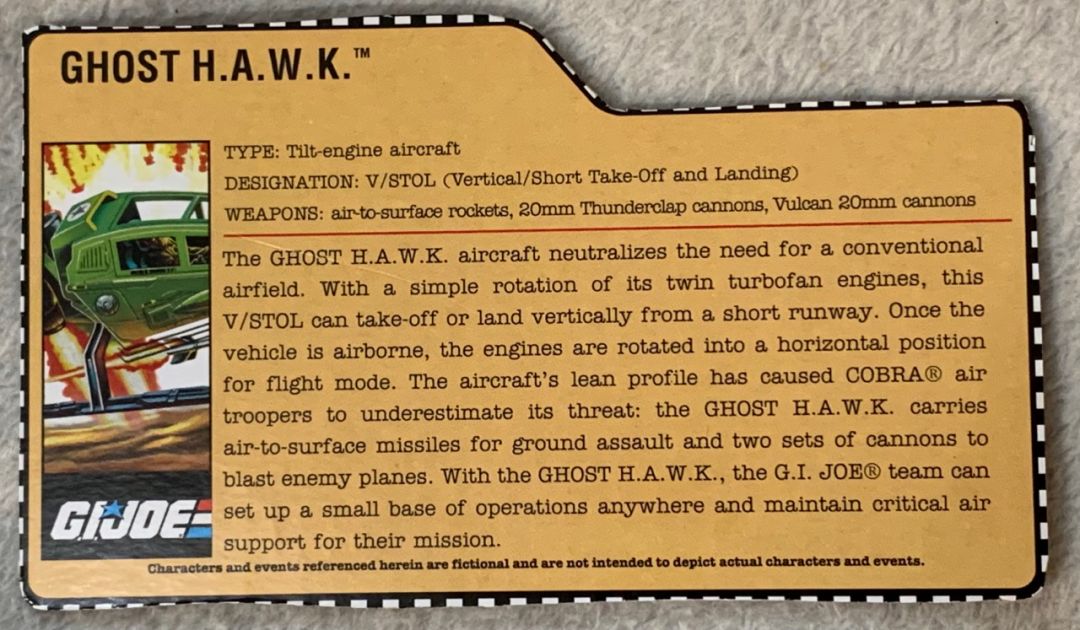 GHOST H.A.W.K.™
TYPE: Tilt-engine aircraft
DESIGNATION: V/STOL (Vertical/Short Take-Off and Landing)
WEAPONS: air-to-surface rockets, 20mm Thunderclap cannons, Vulcan 20mm cannons
The GHOST H.A.W.K. aircraft neutralizes the need for a conventional
airfield. With a simple rotation of its twin turbofan engines, this
V/STOL can take-off or land vertically from a short runway. Once the
vehicle is airborne, the engines are rotated into a horizontal position
for flight mode. The aircraft's lean profile has caused COBRA® air
troopers to underestimate its threat: the GHOST H.A.W.K. carries
air-to-surface missiles for ground assault and two sets of cannons to
blast enemy planes. With the GHOST H.A.W.K., the G.I. JOE® team can
set up a small base of operations anywhere and maintain critical air
support for their mission.
G.I.JOE
Characters and events referenced herein are fictional and are not intended to depict actual characters and events.